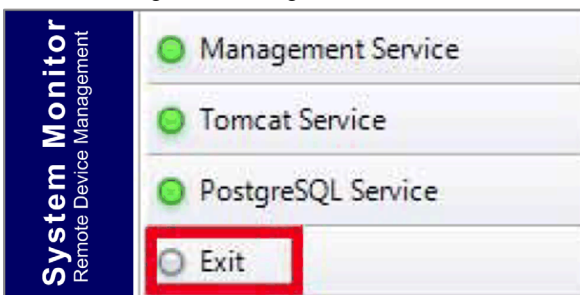 System Monitor
Remote Device Management
Management Service
Tomcat Service
PostgreSQL Service
Exit